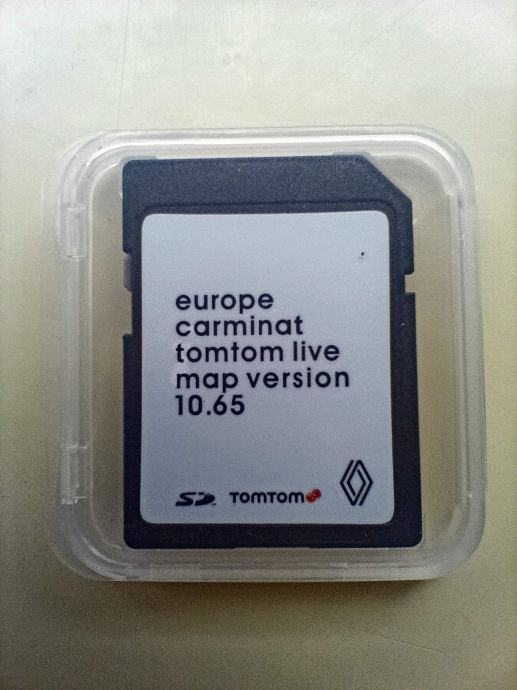 europe
carminat
tomtom live
map version
10.65
SD TOMTOM